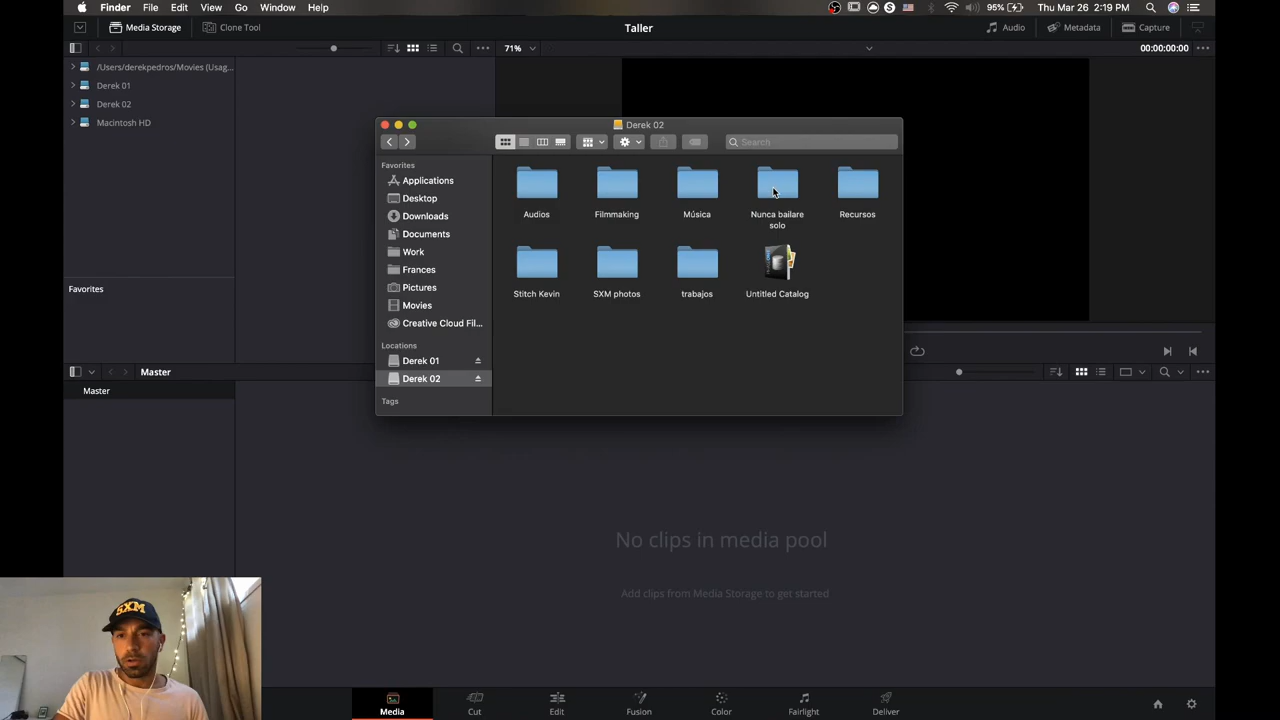 Finder File Edit View Go Window Help 95% Thu Mar 26 2:19 PM
Media Storage Clone Tool Taller Audio Metadata Capture
71% 00:00:00:00
/Users/derekpedros/Movies (Usag...
Derek 01
Derek 02
Macintosh HD
Favorites
Derek 02
Search
Favorites
Applications
Desktop
Downloads
Documents
Work
Frances
Pictures
Movies
Creative Cloud Fil...
Locations
Derek 01
Derek 02
Tags
Audios Filmmaking Música Nunca bailare solo Recursos
Stitch Kevin SXM photos trabajos Untitled Catalog
Master
Master
No clips in media pool
Add clips from Media Storage to get started
SXM
Media Cut Edit Fusion Color Fairlight Deliver